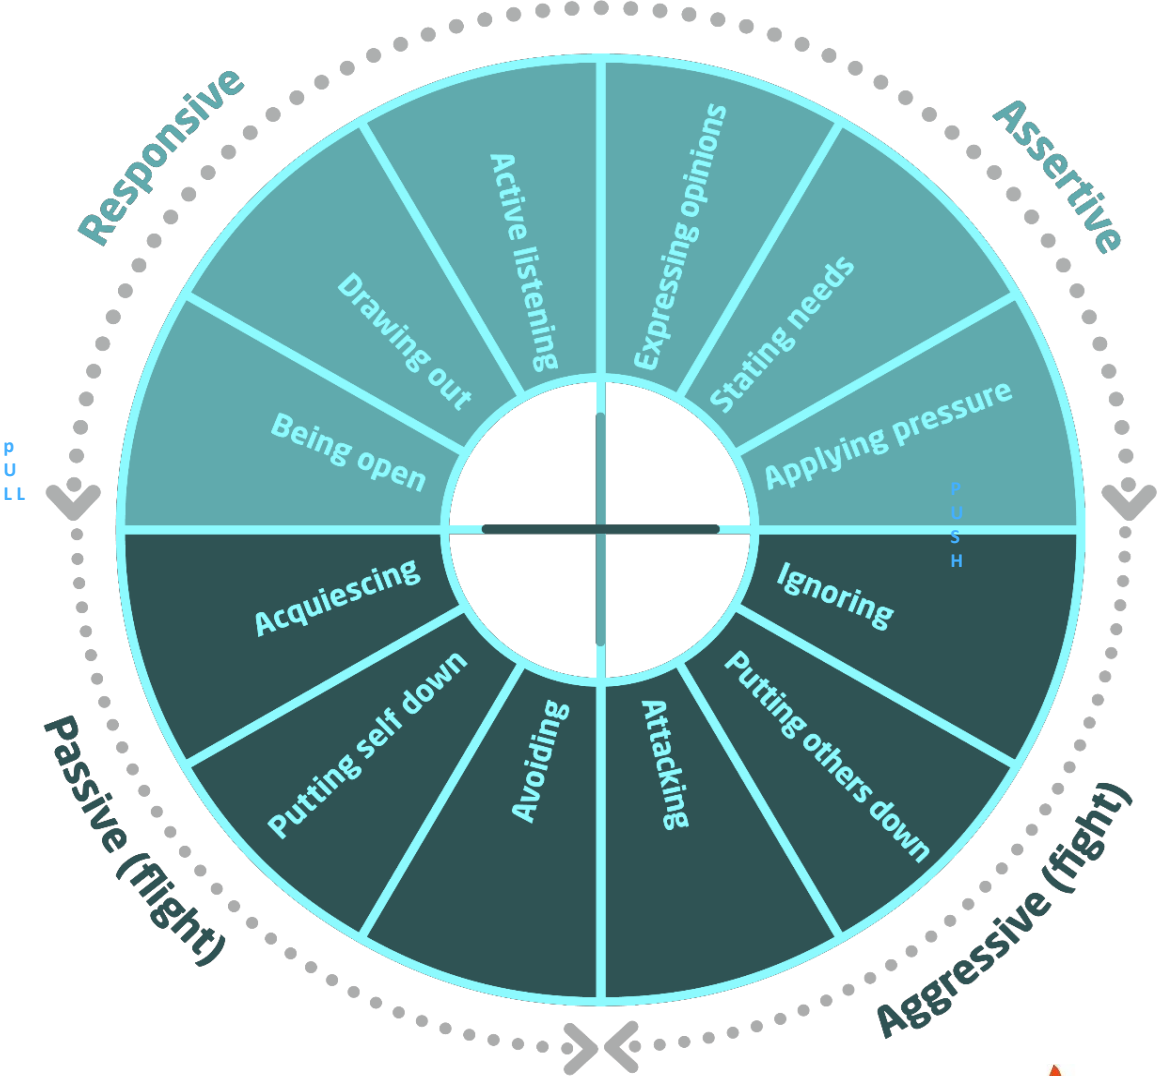 Responsive
Assertive
Active listening
Expressing opinions
Drawing out
Stating needs
Being open
Applying pressure
p
U
LL
P
U
S
H
Acquiescing
Ignoring
Putting self down
Putting others down
Avoiding
Attacking
Passive (flight)
Aggressive (fight)